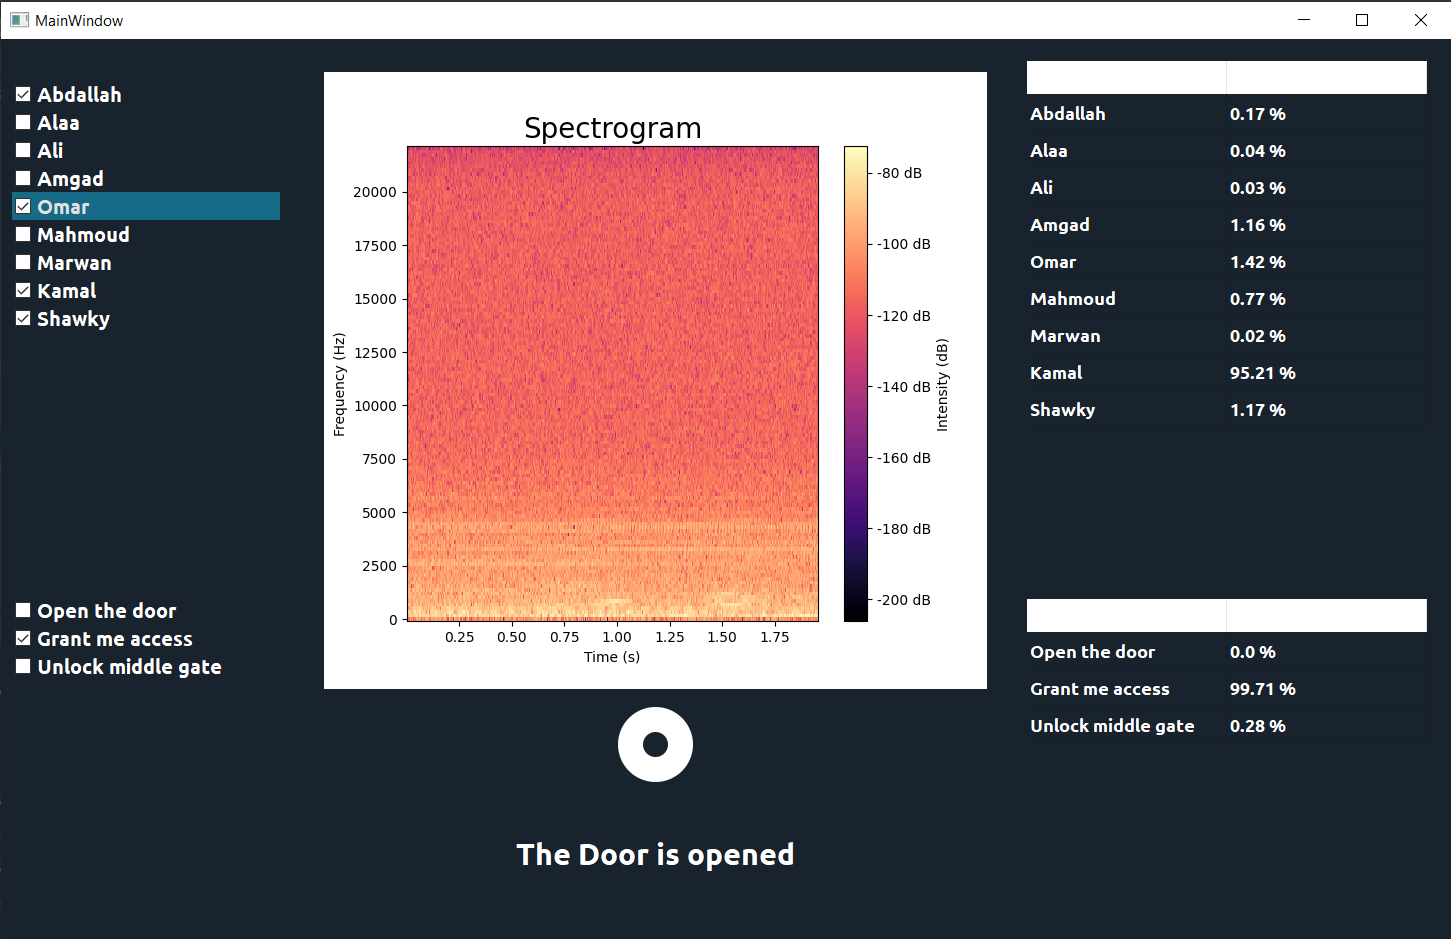 MainWindow
Abdallah
Alaa
Ali
Amgad
Omar
Mahmoud
Marwan
Kamal
Shawky
Open the door
Grant me access
Unlock middle gate
Spectrogram
Frequency (Hz)
20000
17500
15000
12500
10000
7500
5000
2500
0
0.25 0.50 0.75 1.00 1.25 1.50 1.75
Time (s)
-80 dB
-100 dB
-120 dB
-140 dB
-160 dB
-180 dB
-200 dB
Intensity (dB)
The Door is opened
Abdallah 0.17 %
Alaa 0.04 %
Ali 0.03 %
Amgad 1.16 %
Omar 1.42 %
Mahmoud 0.77 %
Marwan 0.02 %
Kamal 95.21 %
Shawky 1.17 %
Open the door 0.0 %
Grant me access 99.71 %
Unlock middle gate 0.28 %